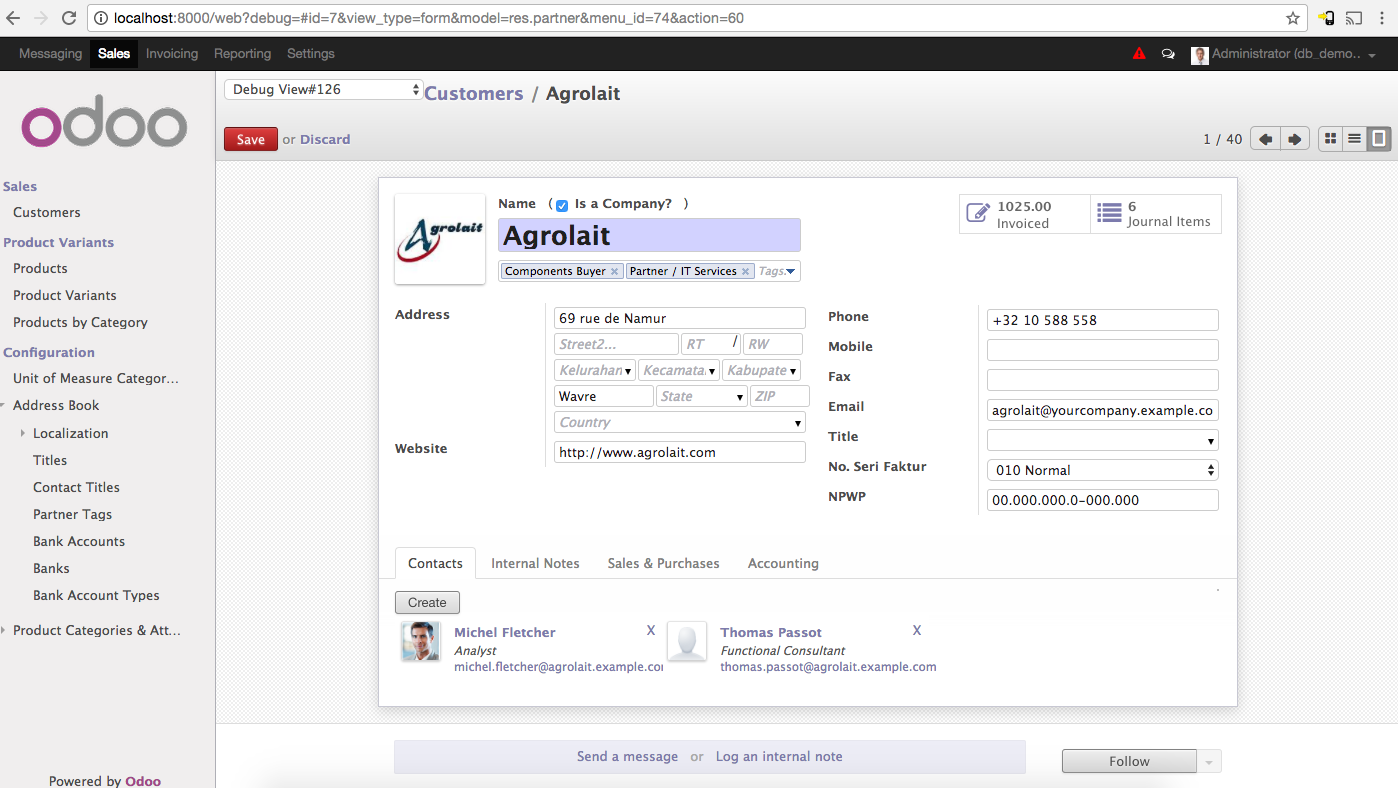 localhost:8000/web?debug=#id=7&view_type=form&model=res.partner&menu_id=74&action=60
Messaging Sales Invoicing Reporting Settings Administrator (db_demo..
odoo
Debug View#126 Customers / Agrolait
Save or Discard 1 / 40
Sales
Customers
Product Variants
Products
Product Variants
Products by Category
Configuration
Unit of Measure Categor...
Address Book
Localization
Titles
Contact Titles
Partner Tags
Bank Accounts
Banks
Bank Account Types
Product Categories & Att...
Powered by Odoo
Agrolait
Name ( Is a Company? )
Agrolait
Components Buyer × Partner / IT Services × Tags.
1025.00
Invoiced
6
Journal Items
Address
69 rue de Namur
Street2... RT / RW
Kelurahan Kecamata Kabupate
Wavre State ZIP
Country
Website http://www.agrolait.com
Phone +32 10 588 558
Mobile
Fax
Email agrolait@yourcompany.example.co
Title
No. Seri Faktur 010 Normal
NPWP 00.000.000.0-000.000
Contacts Internal Notes Sales & Purchases Accounting
Create
Michel Fletcher X
Analyst
michel.fletcher@agrolait.example.com
Thomas Passot X
Functional Consultant
thomas.passot@agrolait.example.com
Send a message or Log an internal note
Follow